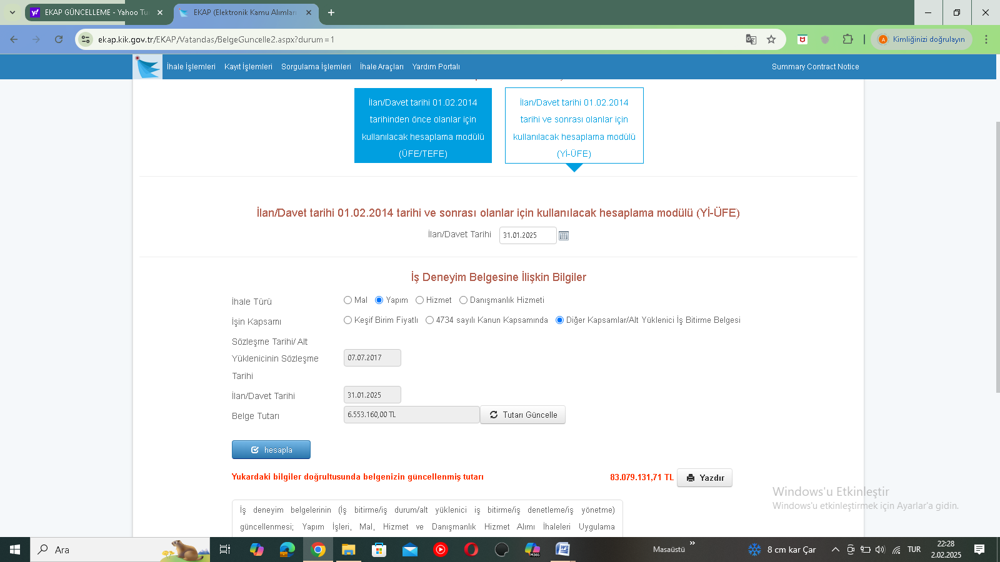 EKAP GÜNCELLEME - Yahoo Tu
EKAP (Elektronik Kamu Alımları
ekap.kik.gov.tr/EKAP/Vatandas/BelgeGuncelle2.aspx?durum=1
Kimliğinizi doğrulayın
İhale İşlemleri
Kayıt İşlemleri
Sorgulama İşlemleri
İhale Araçları
Yardım Portalı
Summary Contract Notice
İlan/Davet tarihi 01.02.2014
tarihinden önce olanlar için
kullanılacak hesaplama modülü
(ÜFE/TEFE)
İlan/Davet tarihi 01.02.2014
tarihi ve sonrası olanlar için
kullanılacak hesaplama modülü
(Yİ-ÜFE)
İlan/Davet tarihi 01.02.2014 tarihi ve sonrası olanlar için kullanılacak hesaplama modülü (Yİ-ÜFE)
İlan/Davet Tarihi 31.01.2025
İş Deneyim Belgesine İlişkin Bilgiler
İhale Türü Mal Yapım Hizmet Danışmanlık Hizmeti
İşin Kapsamı Keşif Birim Fiyatlı 4734 sayılı Kanun Kapsamında Diğer Kapsamlar/Alt Yüklenici İş Bitirme Belgesi
Sözleşme Tarihi/ Alt
Yüklenicinin Sözleşme
Tarihi
07.07.2017
İlan/Davet Tarihi 31.01.2025
Belge Tutarı 6.553.160,00 TL Tutarı Güncelle
hesapla
Yukardaki bilgiler doğrultusunda belgenizin güncellenmiş tutarı 83.079.131,71 TL Yazdır
İş deneyim belgelerinin (İş bitirme/iş durum/alt yüklenici iş bitirme/iş denetleme/iş yönetme)
güncellenmesi; Yapım İşleri, Mal, Hizmet ve Danışmanlık Hizmet Alımı İhaleleri Uygulama
Windows'u Etkinleştir
Windows'u etkinleştirmek için Ayarlar'a gidin.
Ara
M365
Masaüstü
8 cm kar Çar
TUR
22:28
2.02.2025